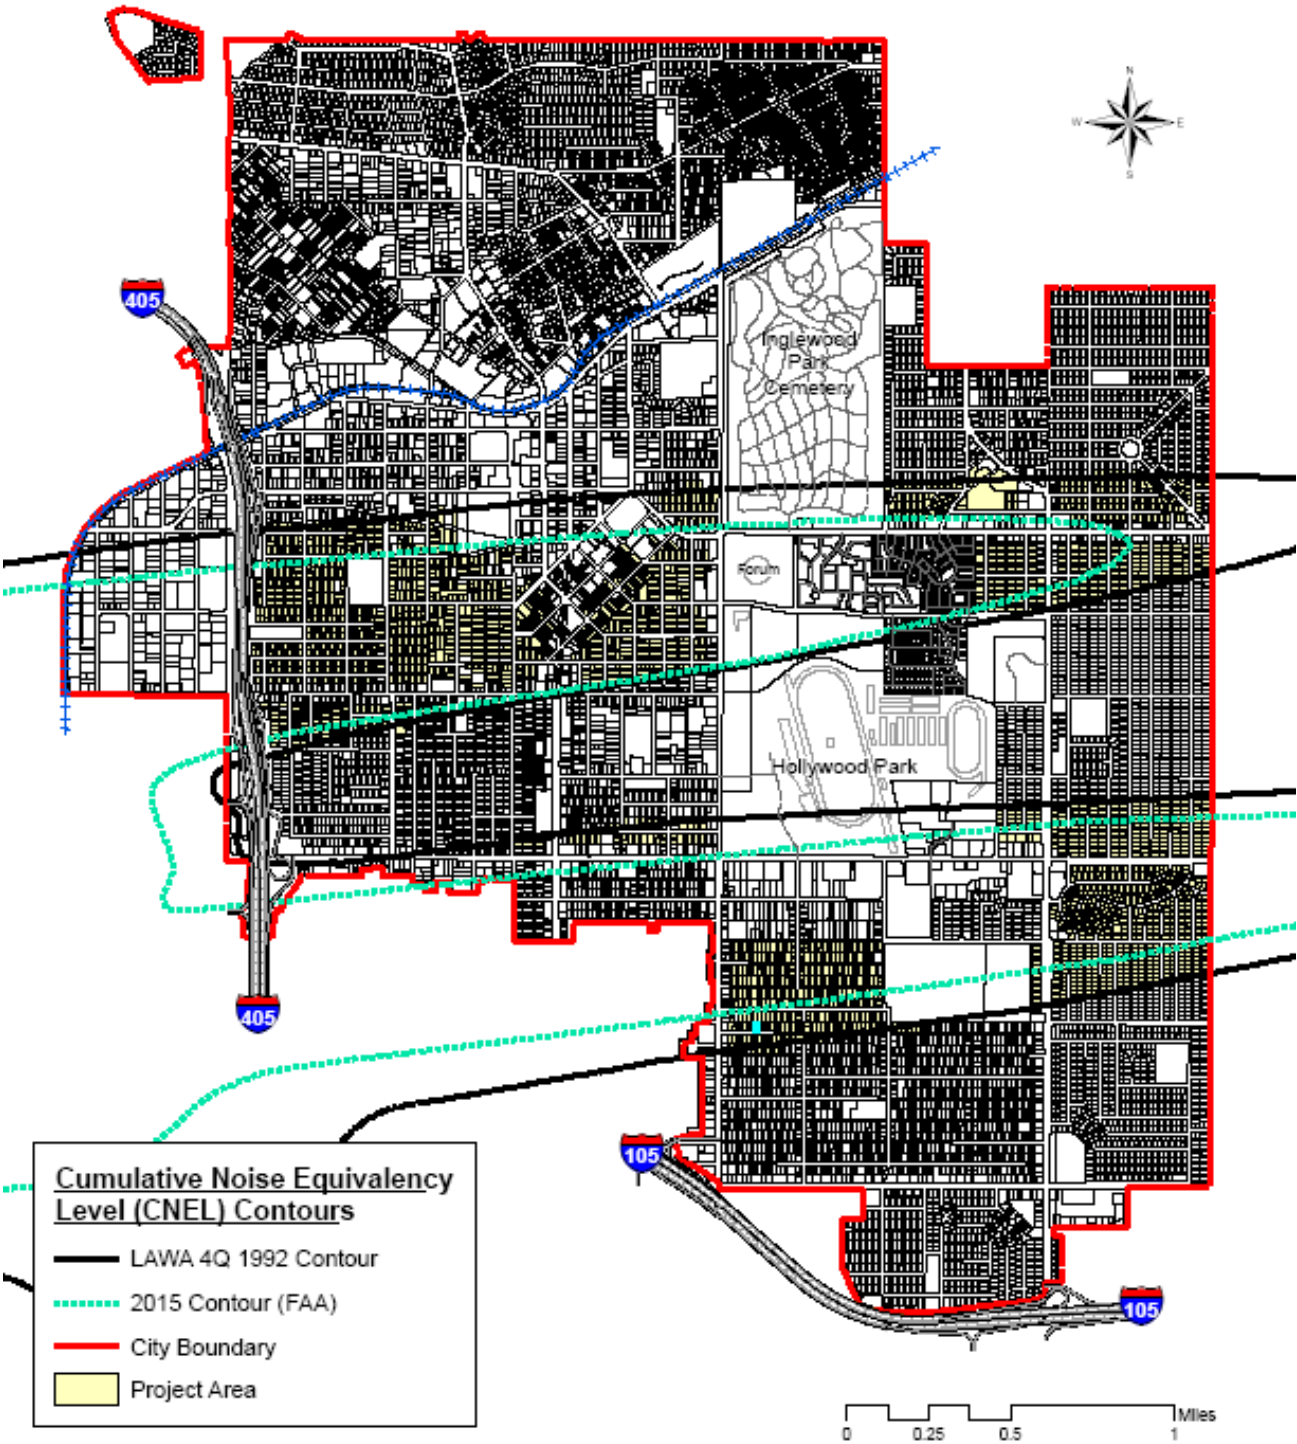 N
W E
S
405
Inglewood
Park
Cemetery
Forum
Hollywood Park
405
105
105
Cumulative Noise Equivalency
Level (CNEL) Contours
LAWA 4Q 1992 Contour
2015 Contour (FAA)
City Boundary
Project Area
Miles
0 0.25 0.5 1